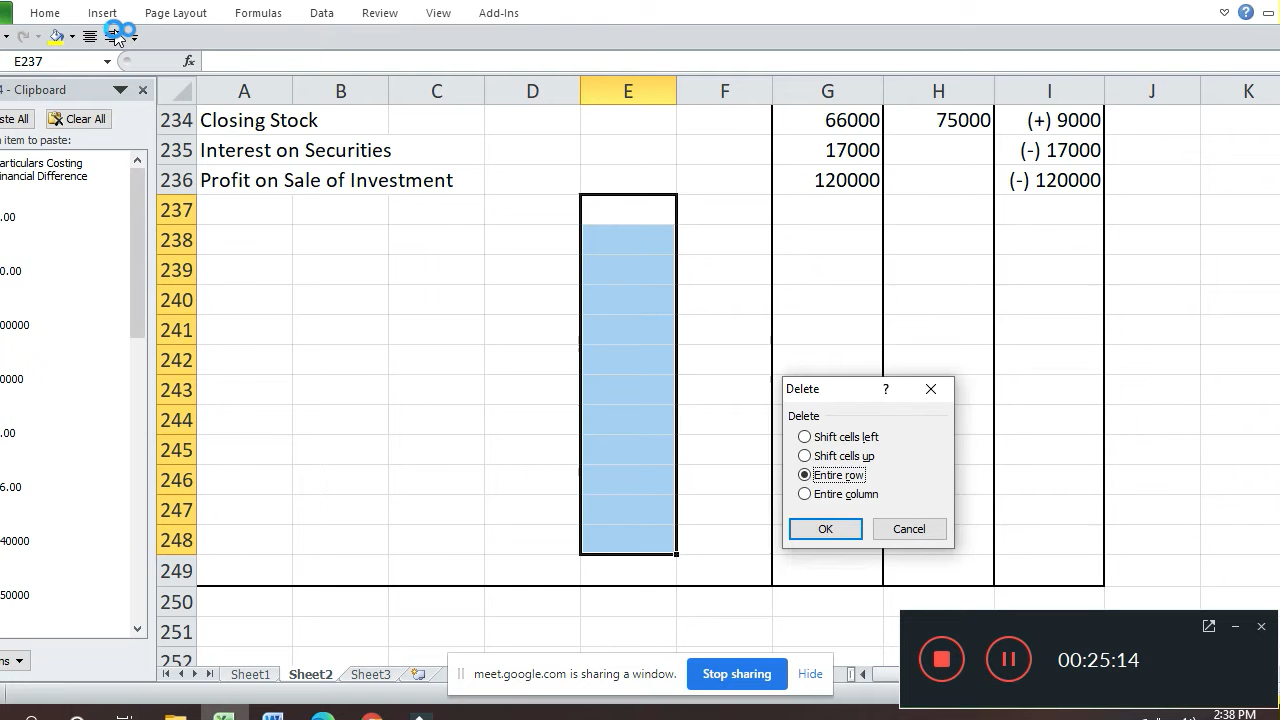 Home Insert Page Layout Formulas Data Review View Add-Ins
E237 fx
4 - Clipboard
ste All Clear All
item to paste:
articulars Costing
inancial Difference
.00
0.00
00000
0000
.00
6.00
40000
50000
ns
A B C D E F G H I J K
234 Closing Stock 66000 75000 (+) 9000
235 Interest on Securities 17000 (-) 17000
236 Profit on Sale of Investment 120000 (-) 120000
237
238
239
240
241
242
243
244
245
246
247
248
249
250
251
252
Delete ?
Delete
Shift cells left
Shift cells up
Entire row
Entire column
OK Cancel
00:25:14
Sheet1 Sheet2 Sheet3
meet.google.com is sharing a window. Stop sharing Hide
2:38 PM